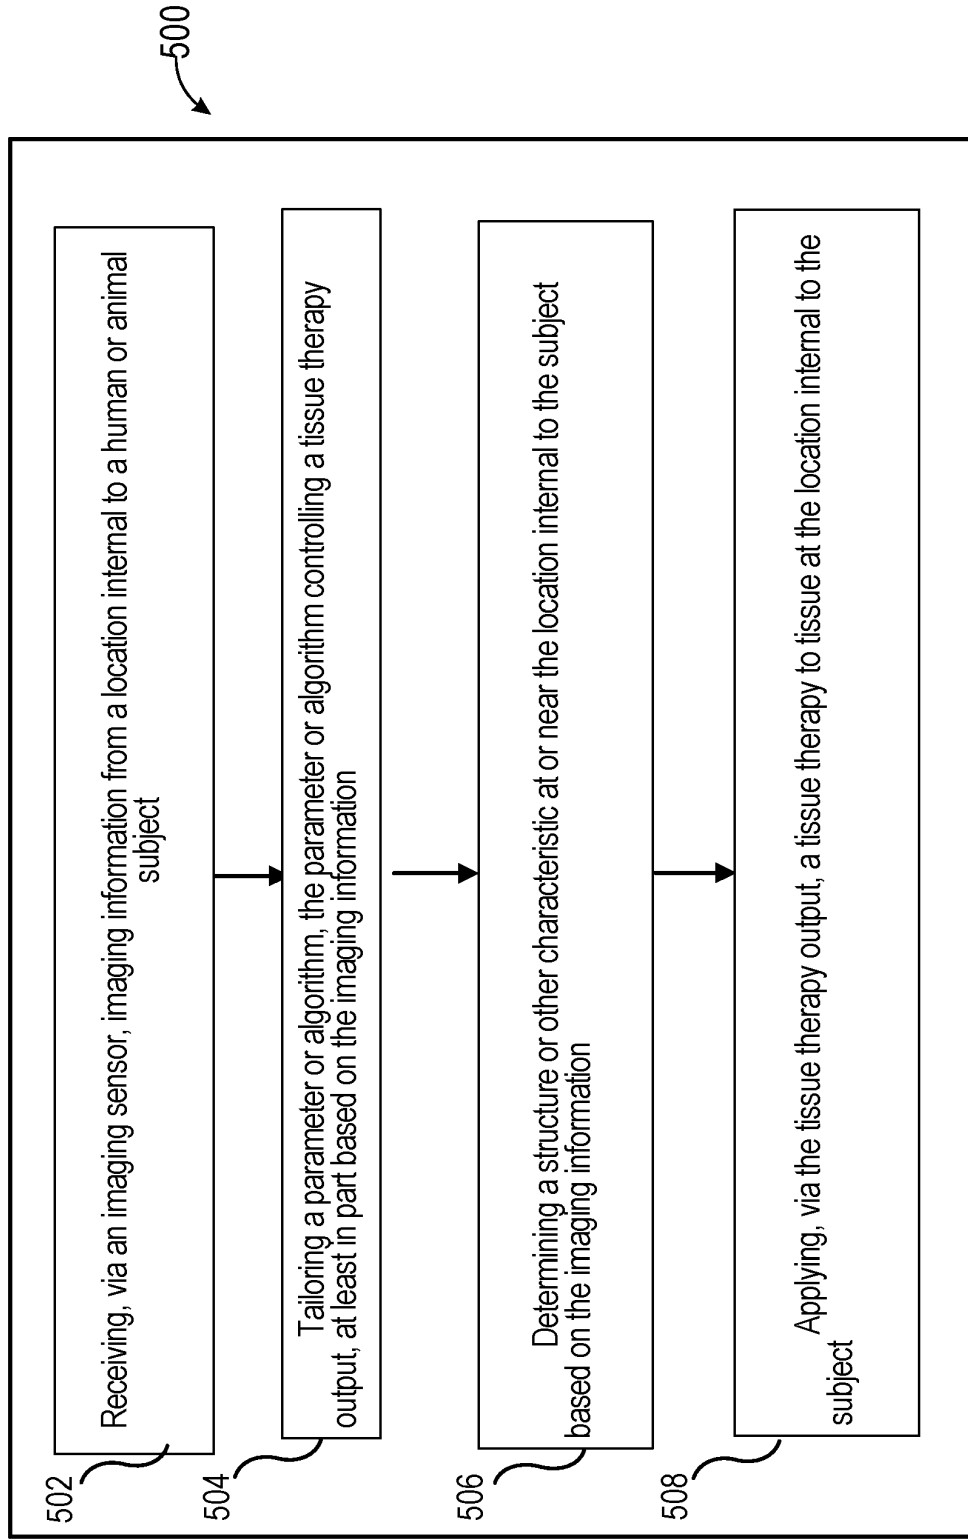 500
502
Receiving, via an imaging sensor, imaging information from a location internal to a human or animal
subject
504
Tailoring a parameter or algorithm, the parameter or algorithm controlling a tissue therapy
output, at least in part based on the imaging information
506
Determining a structure or other characteristic at or near the location internal to the subject
based on the imaging information
508
Applying, via the tissue therapy output, a tissue therapy to tissue at the location internal to the
subject